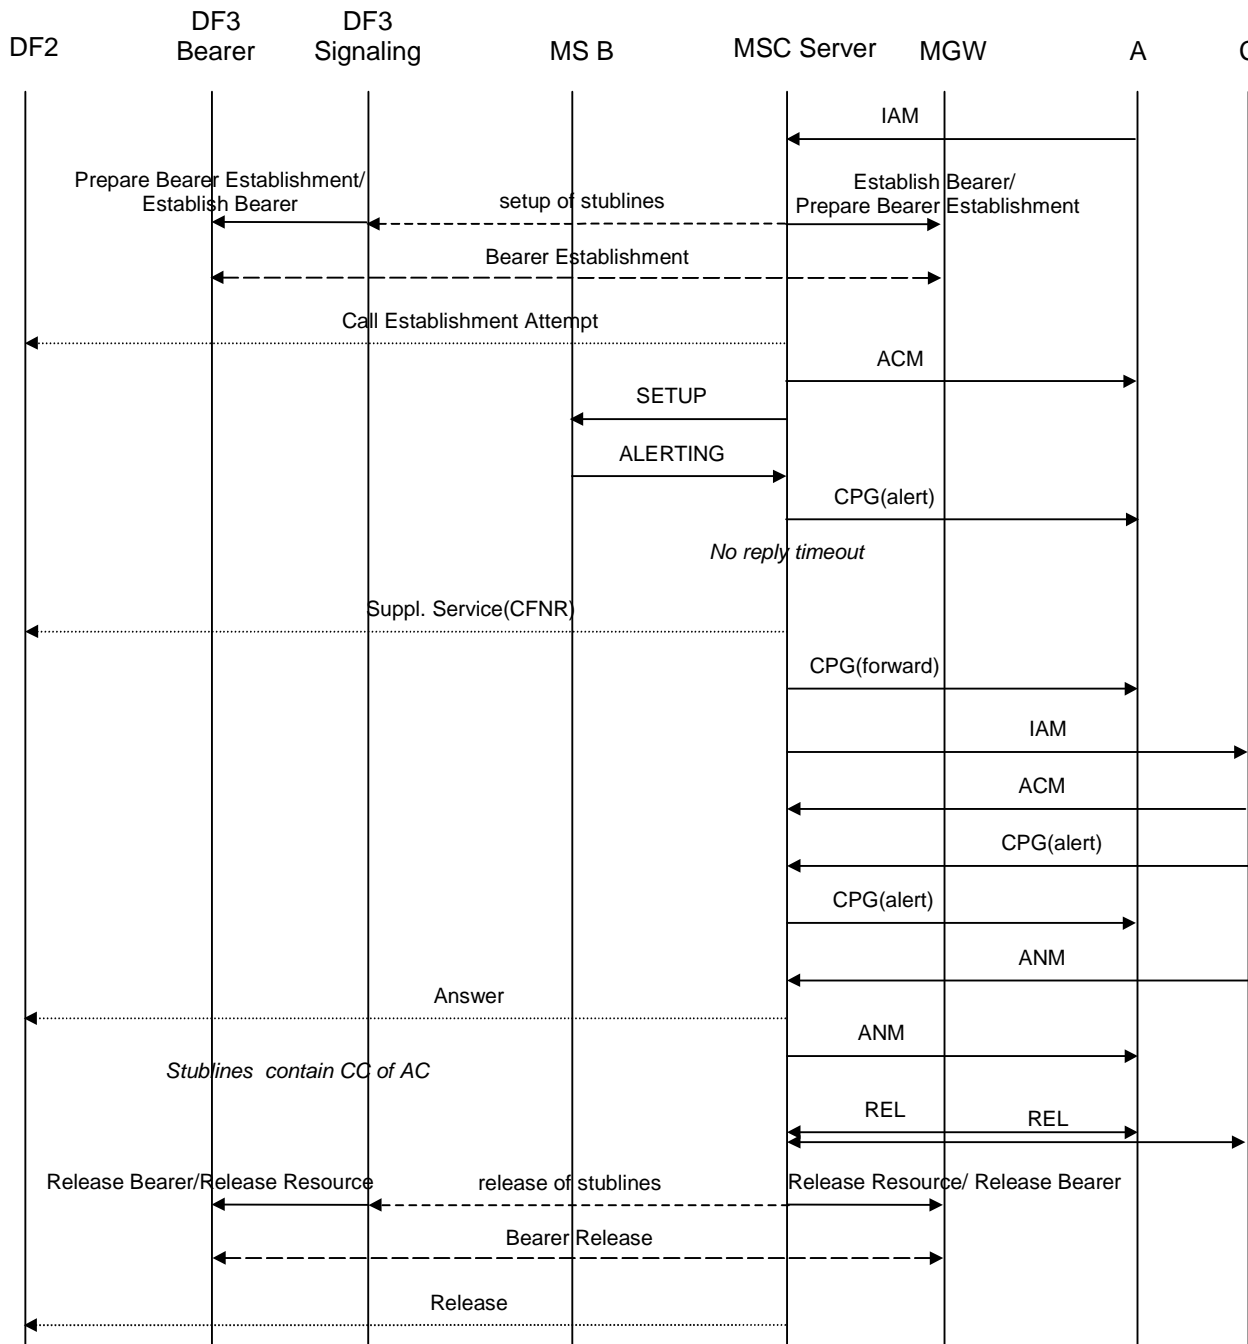 DF2
DF3
Bearer
DF3
Signaling
MS B
MSC Server
MGW
A
IAM
Prepare Bearer Establishment/
Establish Bearer
setup of stublines
Establish Bearer/
Prepare Bearer Establishment
Bearer Establishment
Call Establishment Attempt
ACM
SETUP
ALERTING
CPG(alert)
No reply timeout
Suppl. Service(CFNR)
CPG(forward)
IAM
ACM
CPG(alert)
CPG(alert)
ANM
Answer
ANM
Stublines contain CC of AC
REL
REL
Release Bearer/Release Resource
release of stublines
Release Resource/ Release Bearer
Bearer Release
Release